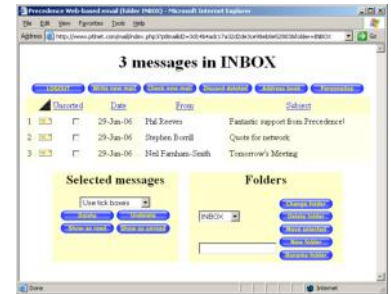 Precedence Web-based email (folder INBOX) - Microsoft Internet Explorer
File Edit View Favorites Tools Help
Address
Go
3 messages in INBOX
LOGOUT Write new mail Check new mail Discard deleted Address book Personalise
Unsorted Date From Subject
1 29-Jun-06 Phil Reeves Fantastic support from Precedence!
2 29-Jun-06 Stephen Borrill Quote for network
3 29-Jun-06 Neil Farnham-Smith Tomorrow's Meeting
Selected messages Folders
Use tick boxes
Delete Undelete
Show as read Show as unread
INBOX
Change folder
Delete folder
Move selected
New folder
Rename folder
Done Internet